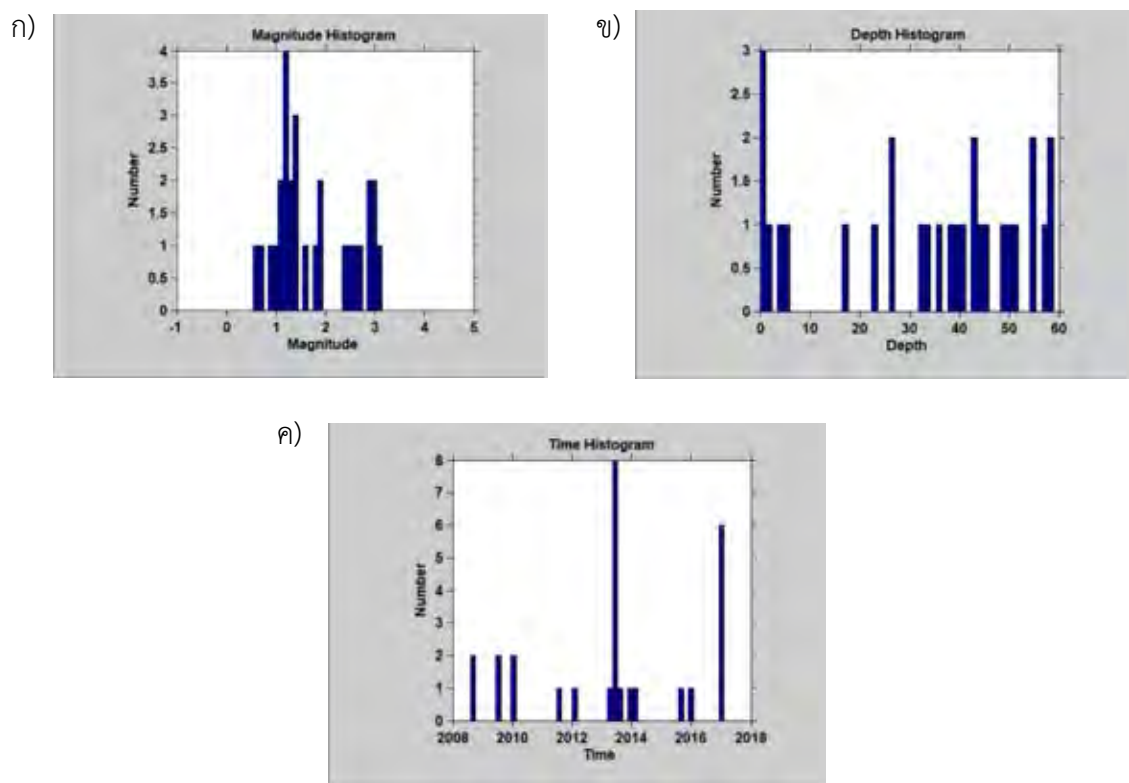 ก)
Magnitude Histogram
4
3.5
3
2.5
2
1.5
1
0.5
0
Number
-1 0 1 2 3 4 5
Magnitude
ข)
Depth Histogram
3
2.5
2
1.5
1
0.5
0
Number
0 10 20 30 40 50 60
Depth
ค)
Time Histogram
8
7
6
5
4
3
2
1
0
Number
2008 2010 2012 2014 2016 2018
Time